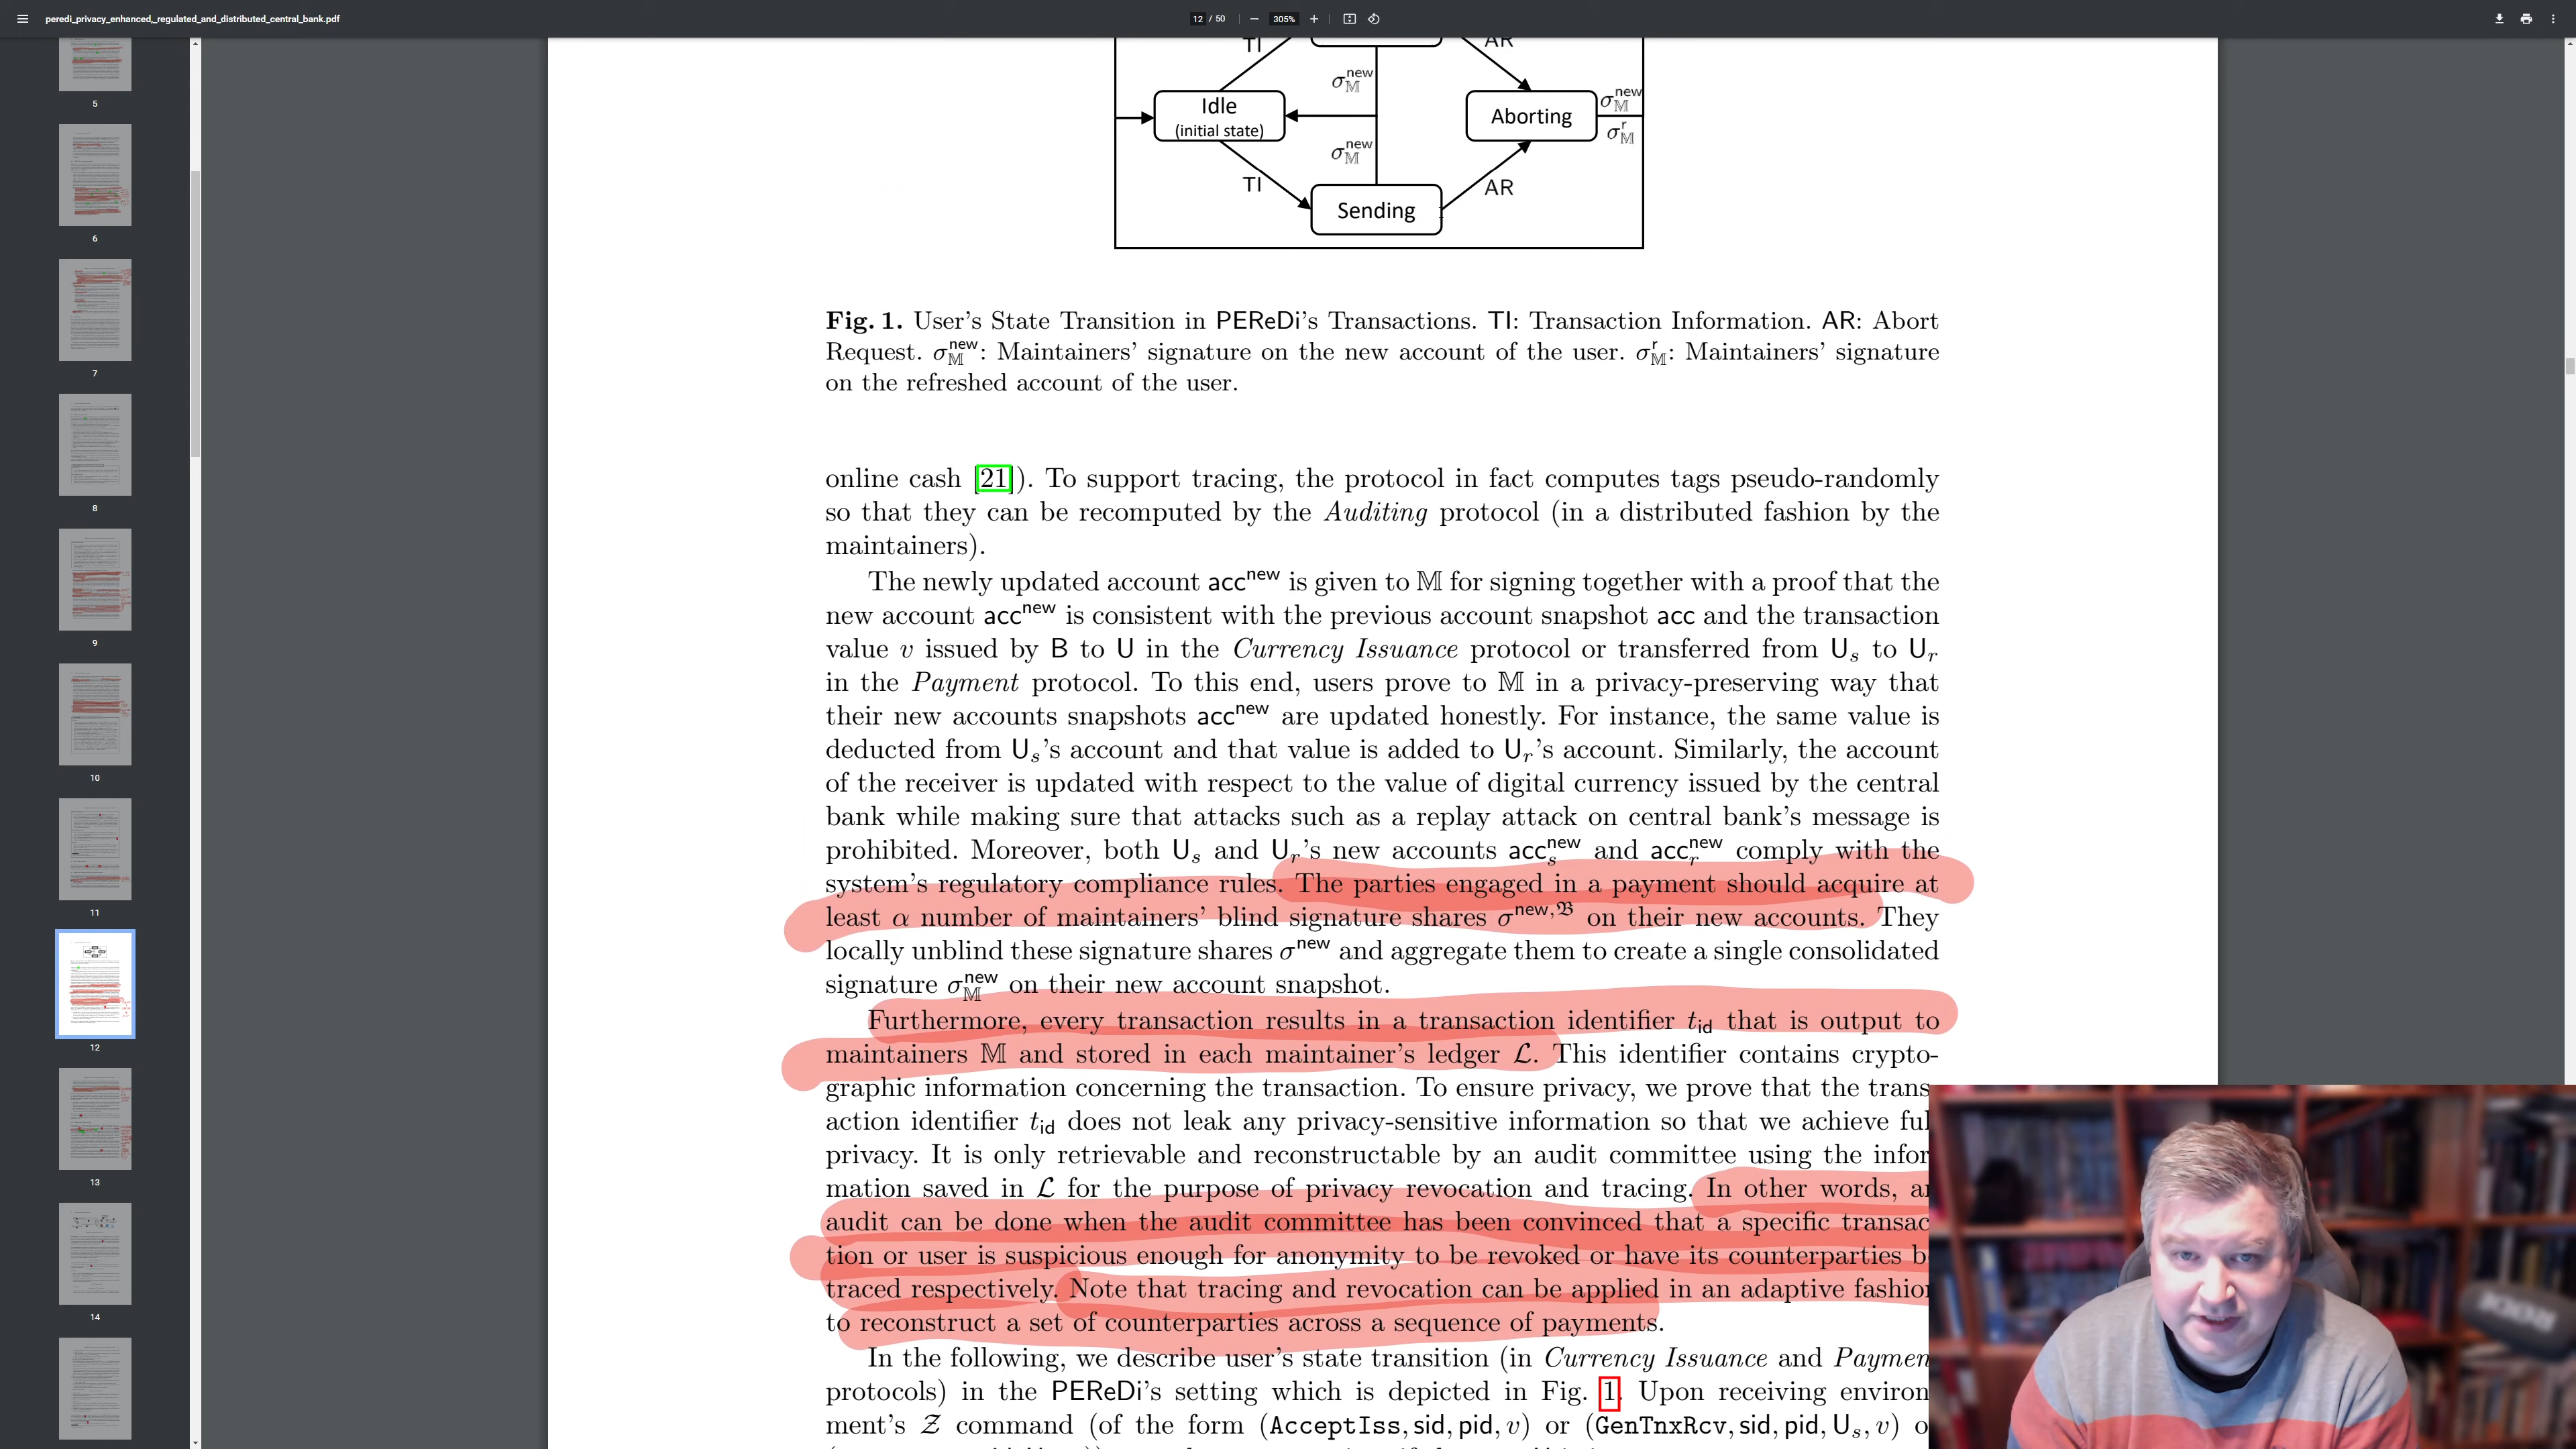 peredi_privacy_enhanced,_regulated_and_distributed_central_bank.pdf
12 / 50
305%
5
6
7
8
9
10
11
12
13
14
TI
AR
σ𝕄^new
Idle
(initial state)
Aborting
σ𝕄^new
σ𝕄^r
σ𝕄^new
TI
AR
Sending
Fig. 1. User's State Transition in PEReDi's Transactions. TI: Transaction Information. AR: Abort
Request. σ𝕄^new: Maintainers' signature on the new account of the user. σ𝕄^r: Maintainers' signature
on the refreshed account of the user.
online cash [21]). To support tracing, the protocol in fact computes tags pseudo-randomly
so that they can be recomputed by the Auditing protocol (in a distributed fashion by the
maintainers).
The newly updated account acc^new is given to 𝕄 for signing together with a proof that the
new account acc^new is consistent with the previous account snapshot acc and the transaction
value v issued by B to U in the Currency Issuance protocol or transferred from U_s to U_r
in the Payment protocol. To this end, users prove to 𝕄 in a privacy-preserving way that
their new accounts snapshots acc^new are updated honestly. For instance, the same value is
deducted from U_s's account and that value is added to U_r's account. Similarly, the account
of the receiver is updated with respect to the value of digital currency issued by the central
bank while making sure that attacks such as a replay attack on central bank's message is
prohibited. Moreover, both U_s and U_r's new accounts acc_s^new and acc_r^new comply with the
system's regulatory compliance rules. The parties engaged in a payment should acquire at
least α number of maintainers' blind signature shares σ^new,𝔅 on their new accounts. They
locally unblind these signature shares σ^new and aggregate them to create a single consolidated
signature σ𝕄^new on their new account snapshot.
Furthermore, every transaction results in a transaction identifier t_id that is output to
maintainers 𝕄 and stored in each maintainer's ledger ℒ. This identifier contains crypto-
graphic information concerning the transaction. To ensure privacy, we prove that the trans
action identifier t_id does not leak any privacy-sensitive information so that we achieve ful
privacy. It is only retrievable and reconstructable by an audit committee using the infor
mation saved in ℒ for the purpose of privacy revocation and tracing. In other words, a
audit can be done when the audit committee has been convinced that a specific transac
tion or user is suspicious enough for anonymity to be revoked or have its counterparties b
traced respectively. Note that tracing and revocation can be applied in an adaptive fashion
to reconstruct a set of counterparties across a sequence of payments.
In the following, we describe user's state transition (in Currency Issuance and Paymen
protocols) in the PEReDi's setting which is depicted in Fig. 1. Upon receiving environ
ment's 𝒵 command (of the form (AcceptIss, sid, pid, v) or (GenTnxRcv, sid, pid, U_s, v) o